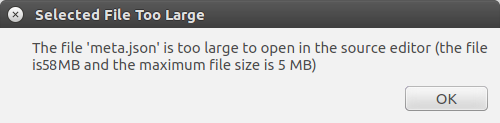 Selected File Too Large
The file 'meta.json' is too large to open in the source editor (the file
is58MB and the maximum file size is 5 MB)
OK